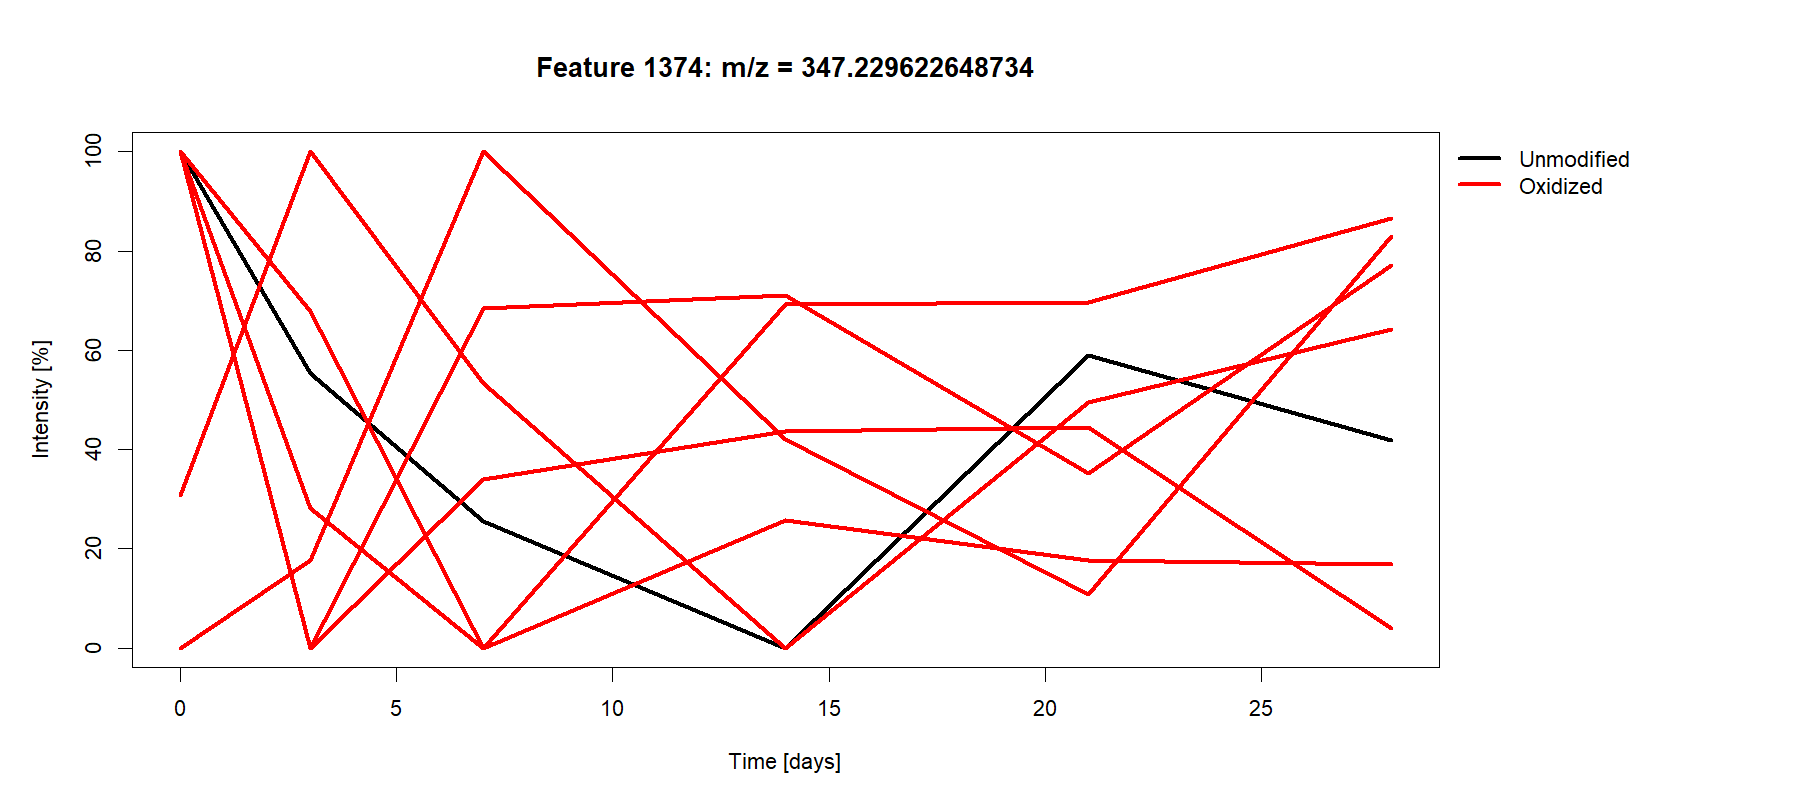 Feature 1374: m/z = 347.229622648734
Unmodified
Oxidized
Intensity [%]
100
80
60
40
20
0
0 5 10 15 20 25
Time [days]